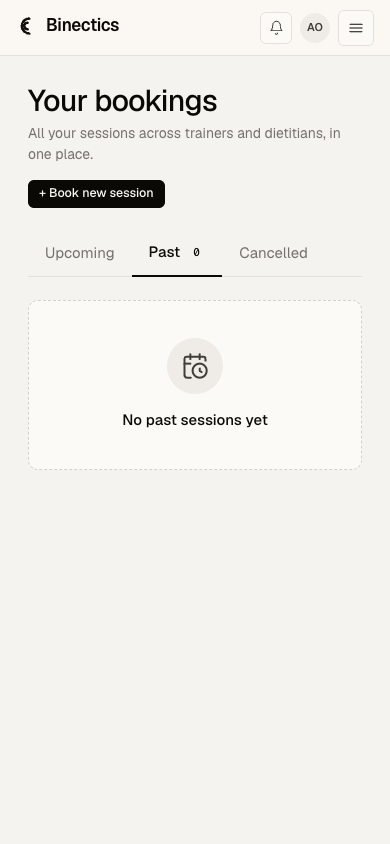 Binectics
AO
Your bookings
All your sessions across trainers and dietitians, in
one place.
+ Book new session
Upcoming Past 0 Cancelled
No past sessions yet